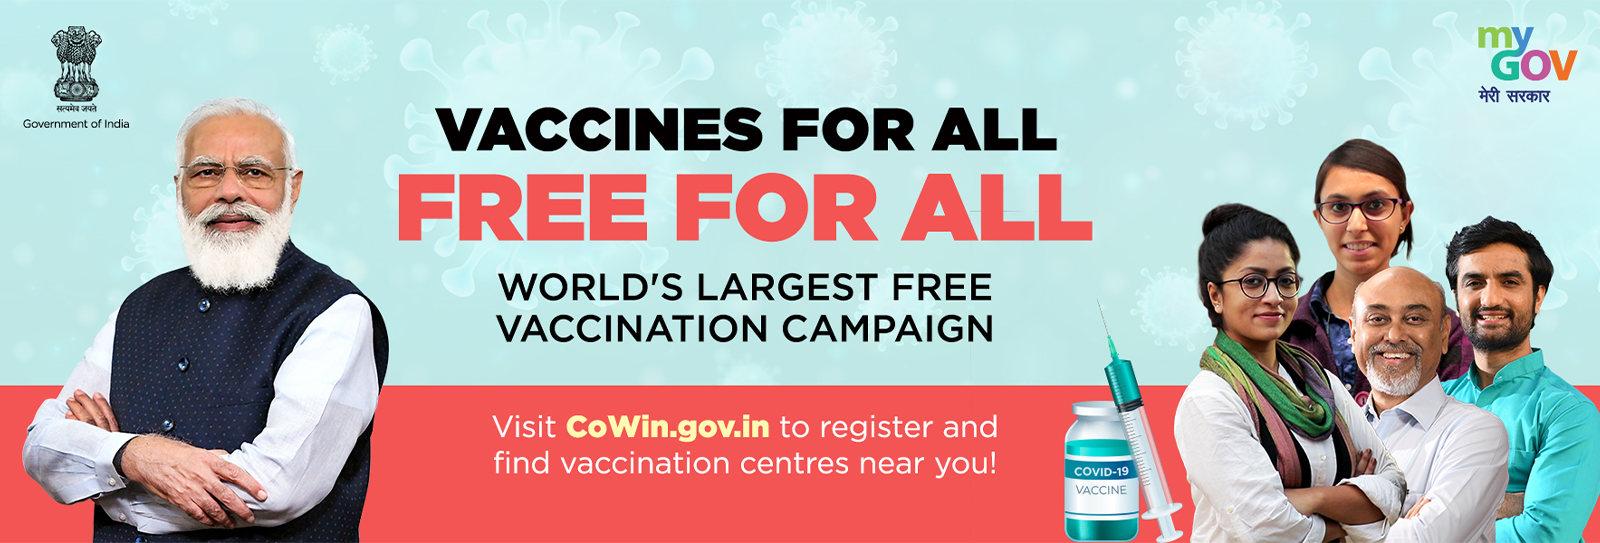 सत्यमेव जयते
Government of India
my
GOV
मेरी सरकार
VACCINES FOR ALL
FREE FOR ALL
WORLD'S LARGEST FREE
VACCINATION CAMPAIGN
Visit CoWin.gov.in to register and
find vaccination centres near you!
COVID-19
VACCINE